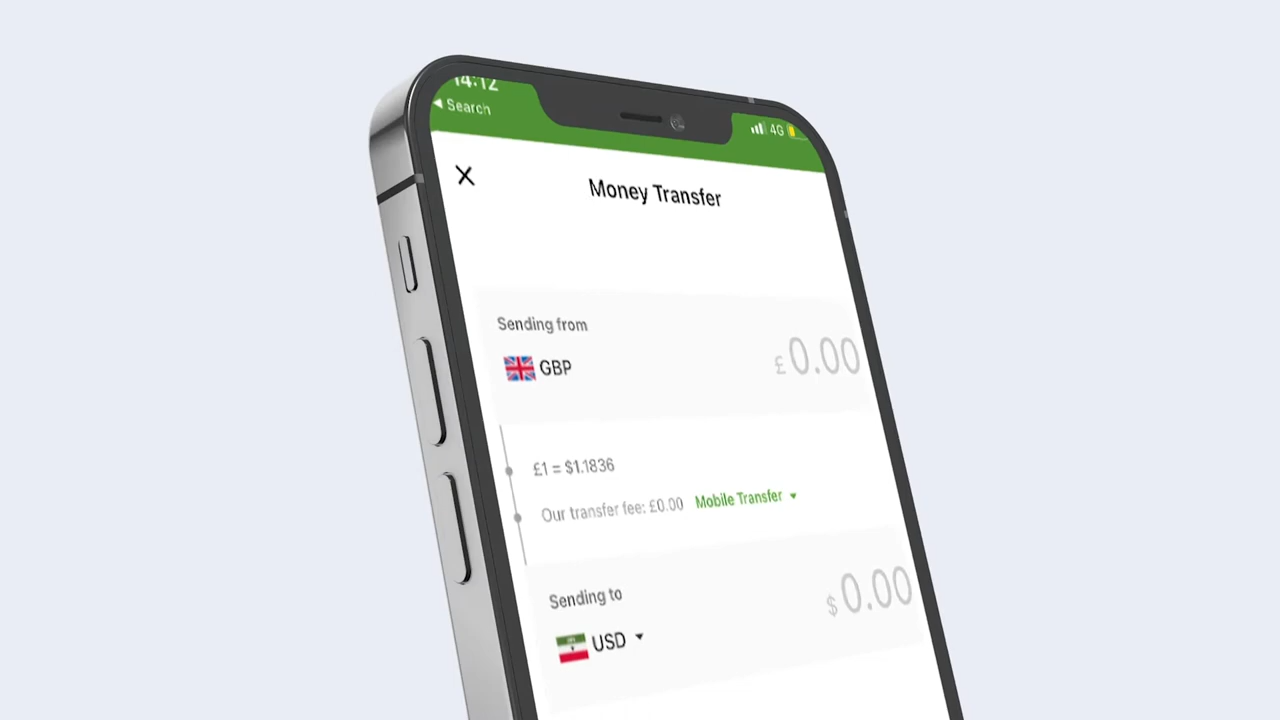 14:12
Search
4G
Money Transfer
Sending from
GBP
£0.00
£1 = $1.1836
Our transfer fee: £0.00 Mobile Transfer
Sending to
USD
$0.00